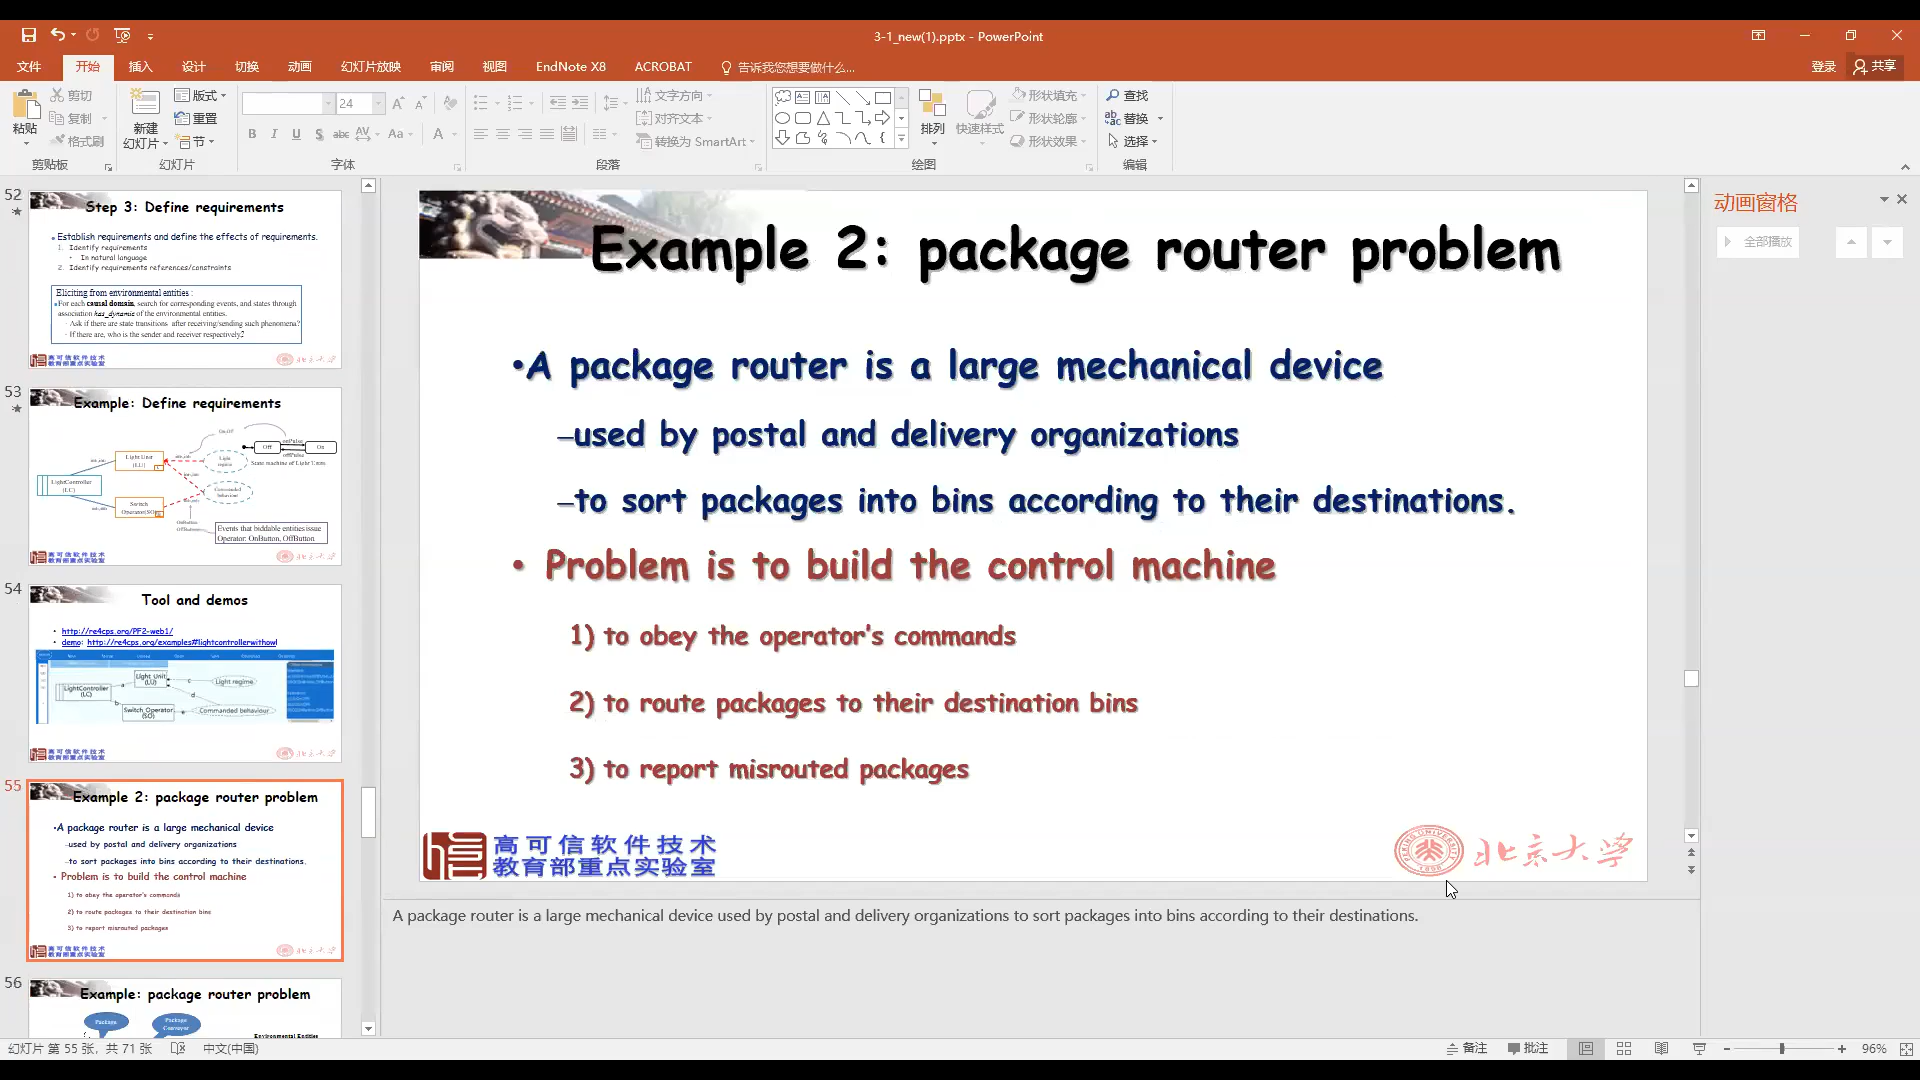 3-1_new(1).pptx - PowerPoint
文件
开始
插入
设计
切换
动画
幻灯片放映
审阅
视图
EndNote X8
ACROBAT
告诉我您想要做什么...
登录
共享
粘贴
剪切
复制
格式刷
剪贴板
新建
幻灯片
版式
重置
节
幻灯片
24
字体
文字方向
对齐文本
转换为 SmartArt
段落
排列
快速样式
形状填充
形状轮廓
形状效果
绘图
查找
替换
选择
编辑
52
Step 3: Define requirements
Establish requirements and define the effects of requirements.
1. Identify requirements
• In natural language
2. Identify requirements references/constraints
Eliciting from environmental entities :
For each causal domain, search for corresponding events, and states through
association has_dynamic of the environmental entities.
- Ask if there are state transitions after receiving/sending such phenomena?
- If there are, who is the sender and receiver respectively?
高可信软件技术
教育部重点实验室
北京大学
53
Example: Define requirements
Off
On
onPulse
offPulse
State machine of Light Unit
Light Unit
(LU)
Light
regime
LightController
(LC)
Commanded
behaviour
Switch
Operator(SO)
OnButton
OffButton
Events that biddable entities issue
Operator: OnButton, OffButton
高可信软件技术
教育部重点实验室
北京大学
54
Tool and demos
• http://re4cps.org/PF2-web1/
• demo: http://re4cps.org/examples#lightcontrollerwithowl
LightController
(LC)
a
Light Unit
(LU)
c
Light regime
d
b
Switch Operator
(SO)
e
Commanded behaviour
高可信软件技术
教育部重点实验室
北京大学
55
Example 2: package router problem
•A package router is a large mechanical device
–used by postal and delivery organizations
–to sort packages into bins according to their destinations.
• Problem is to build the control machine
1) to obey the operator's commands
2) to route packages to their destination bins
3) to report misrouted packages
高可信软件技术
教育部重点实验室
北京大学
56
Example: package router problem
Package
Package
Conveyor
Environmental Entities
Example 2: package router problem
•A package router is a large mechanical device
–used by postal and delivery organizations
–to sort packages into bins according to their destinations.
• Problem is to build the control machine
1) to obey the operator's commands
2) to route packages to their destination bins
3) to report misrouted packages
高可信软件技术
教育部重点实验室
PEKING UNIVERSITY
1898
北京大学
A package router is a large mechanical device used by postal and delivery organizations to sort packages into bins according to their destinations.
动画窗格
全部播放
幻灯片 第 55 张，共 71 张
中文(中国)
备注
批注
96%